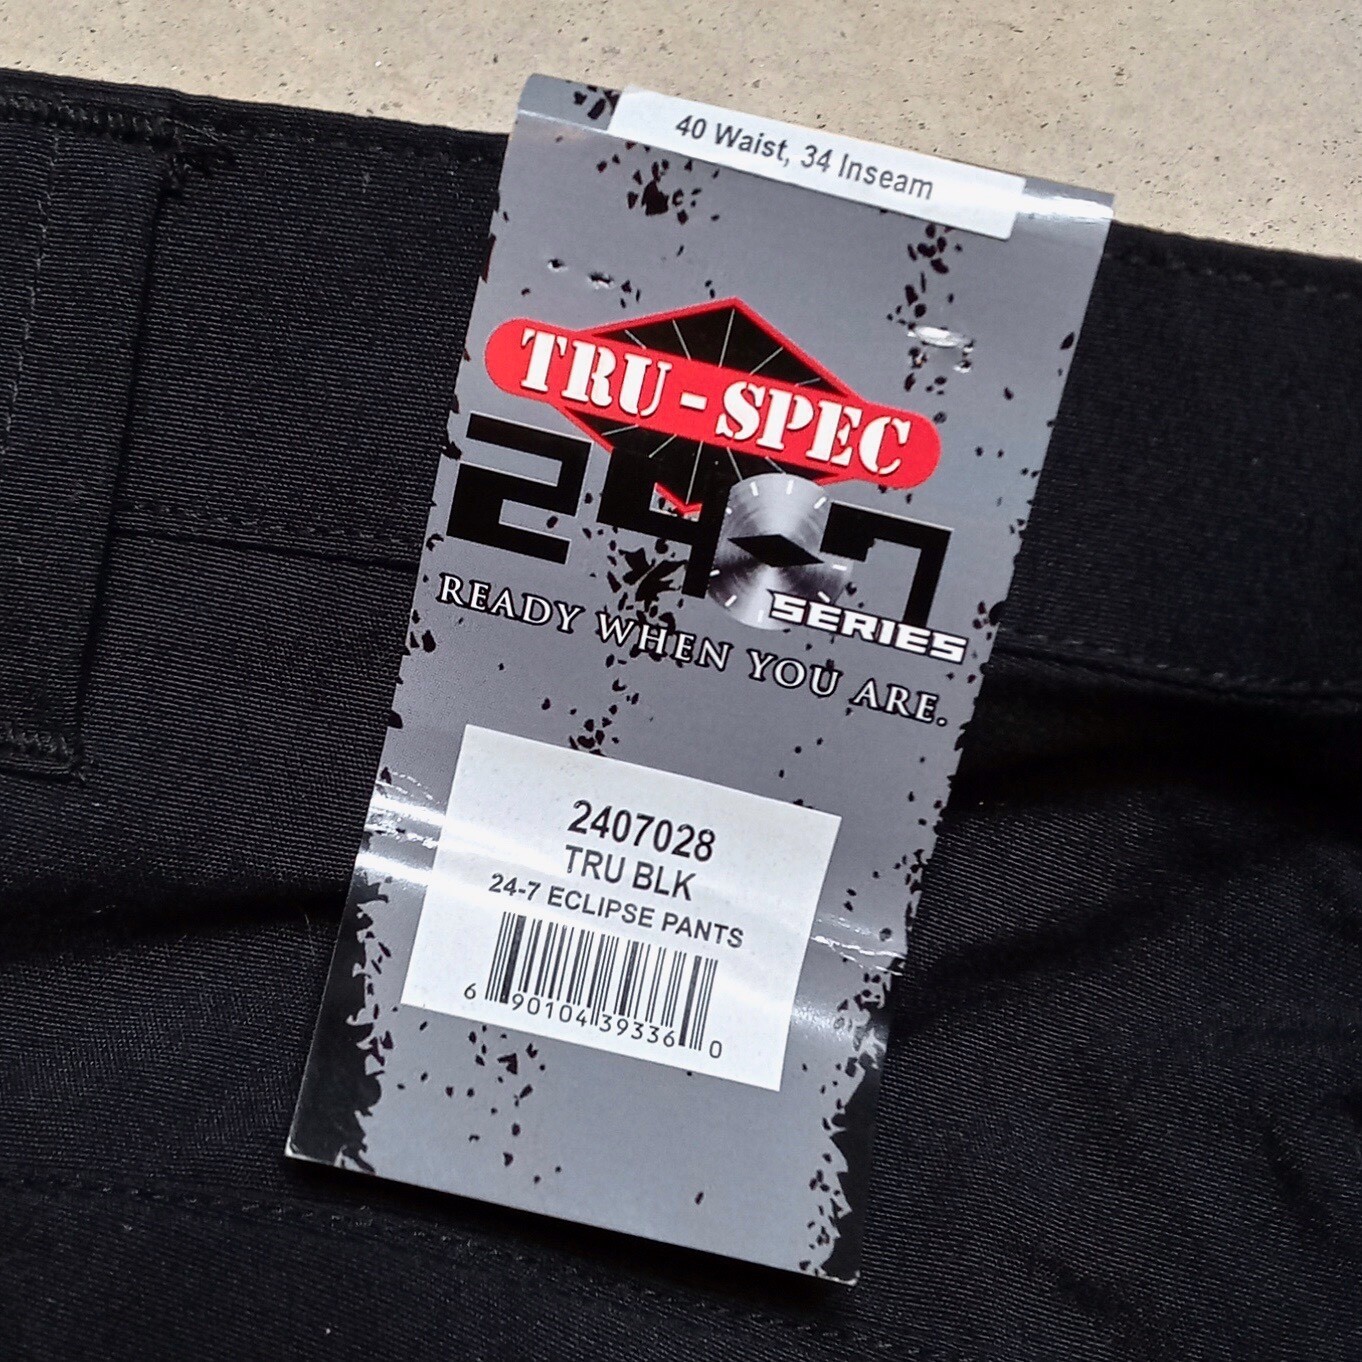 40 Waist, 34 Inseam
TRU-SPEC
24-7
SERIES
READY WHEN YOU ARE.
2407028
TRU BLK
24-7 ECLIPSE PANTS
6 90104 39336 0